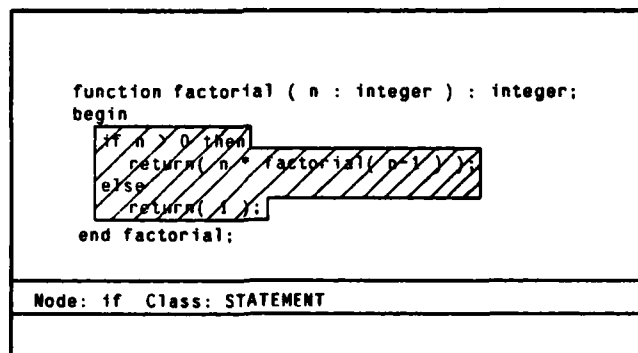 function factorial ( n : integer ) : integer;
begin
if n > 0 then
return( n * factorial( n-1 ) );
else
return( 1 );
end factorial;
Node: if Class: STATEMENT